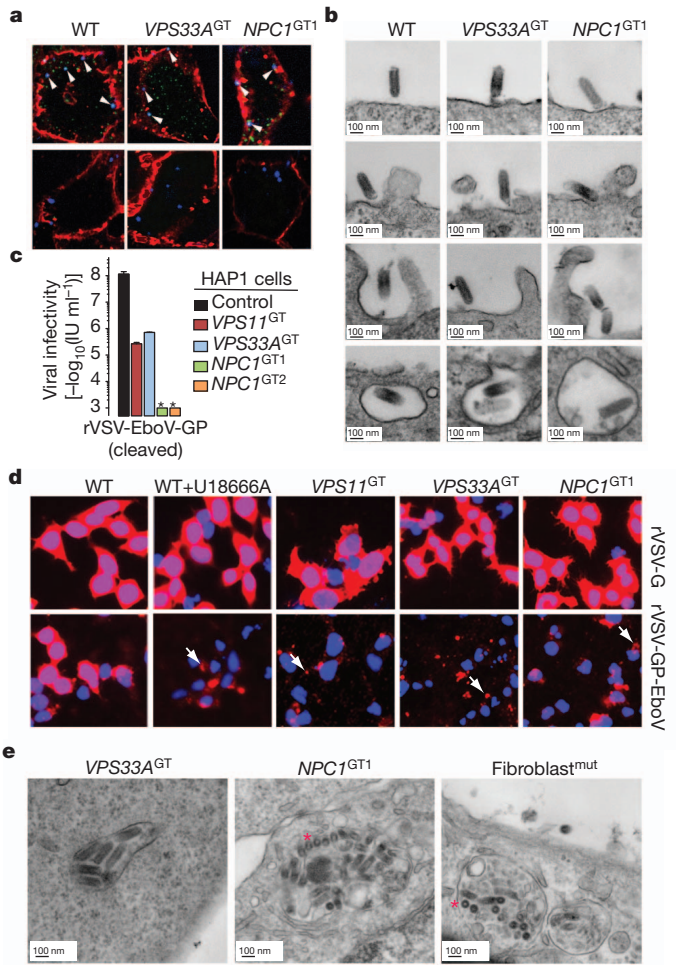 a
WT VPS33A^GT NPC1^GT1
b
WT VPS33A^GT NPC1^GT1
100 nm 100 nm 100 nm
100 nm 100 nm 100 nm
100 nm 100 nm 100 nm
100 nm 100 nm 100 nm
c
Viral infectivity
[–log10(IU ml–1)]
8
7
6
5
4
3
* *
rVSV-EboV-GP
(cleaved)
HAP1 cells
Control
VPS11^GT
VPS33A^GT
NPC1^GT1
NPC1^GT2
d
WT WT+U18666A VPS11^GT VPS33A^GT NPC1^GT1
rVSV-G
rVSV-GP-EboV
e
VPS33A^GT NPC1^GT1 Fibroblast^mut
* *
100 nm 100 nm 100 nm